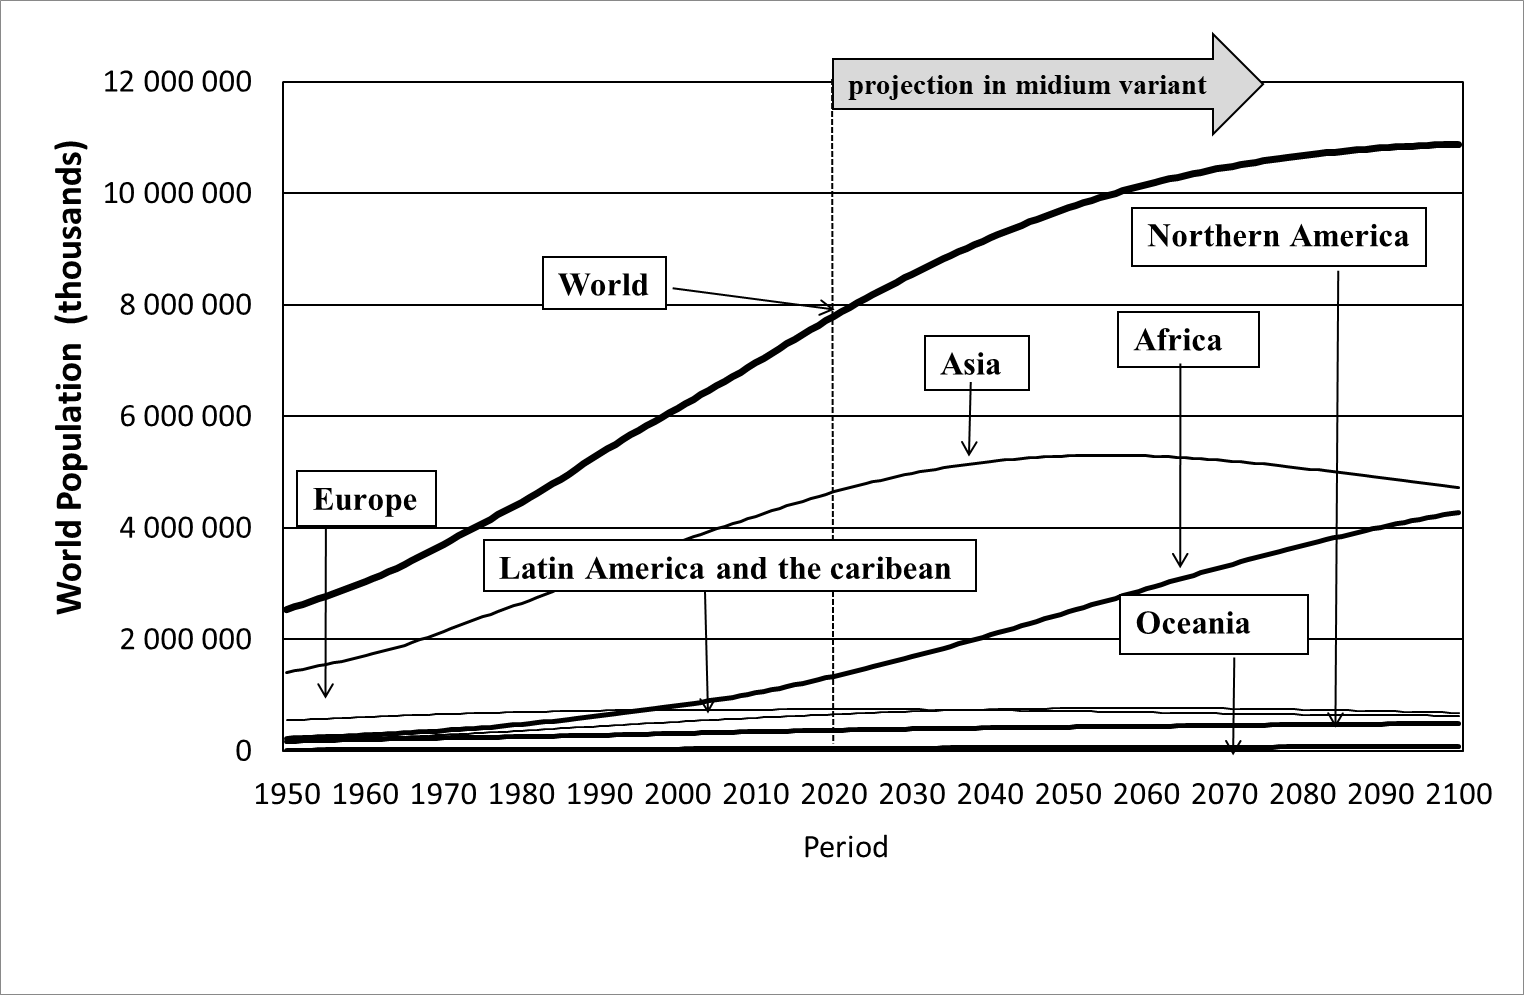 projection in midium variant
12 000 000
10 000 000
8 000 000
6 000 000
4 000 000
2 000 000
0
World Population (thousands)
Northern America
World
Africa
Asia
Europe
Latin America and the caribean
Oceania
1950 1960 1970 1980 1990 2000 2010 2020 2030 2040 2050 2060 2070 2080 2090 2100
Period